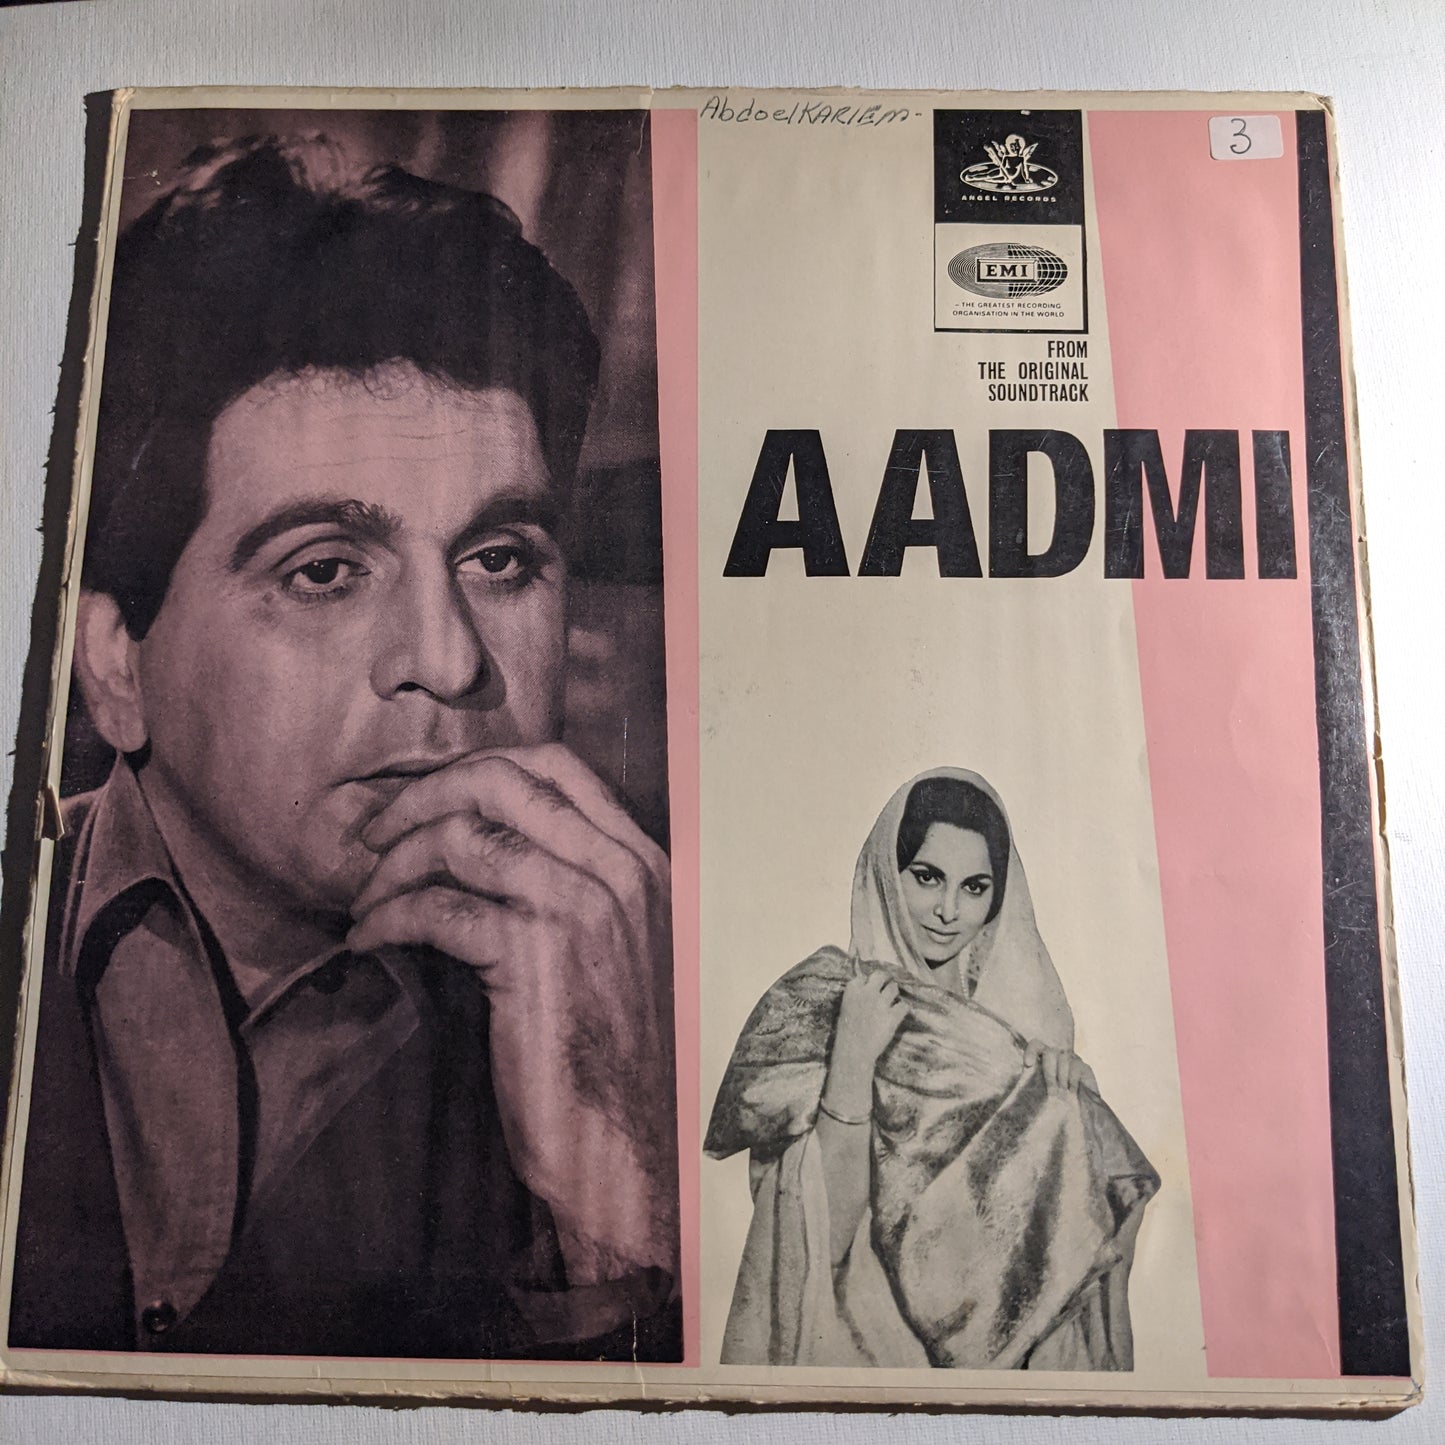 AbdoelKARIEM-
3
ANGEL RECORDS
EMI
– THE GREATEST RECORDING
ORGANISATION IN THE WORLD
FROM
THE ORIGINAL
SOUNDTRACK
AADMI